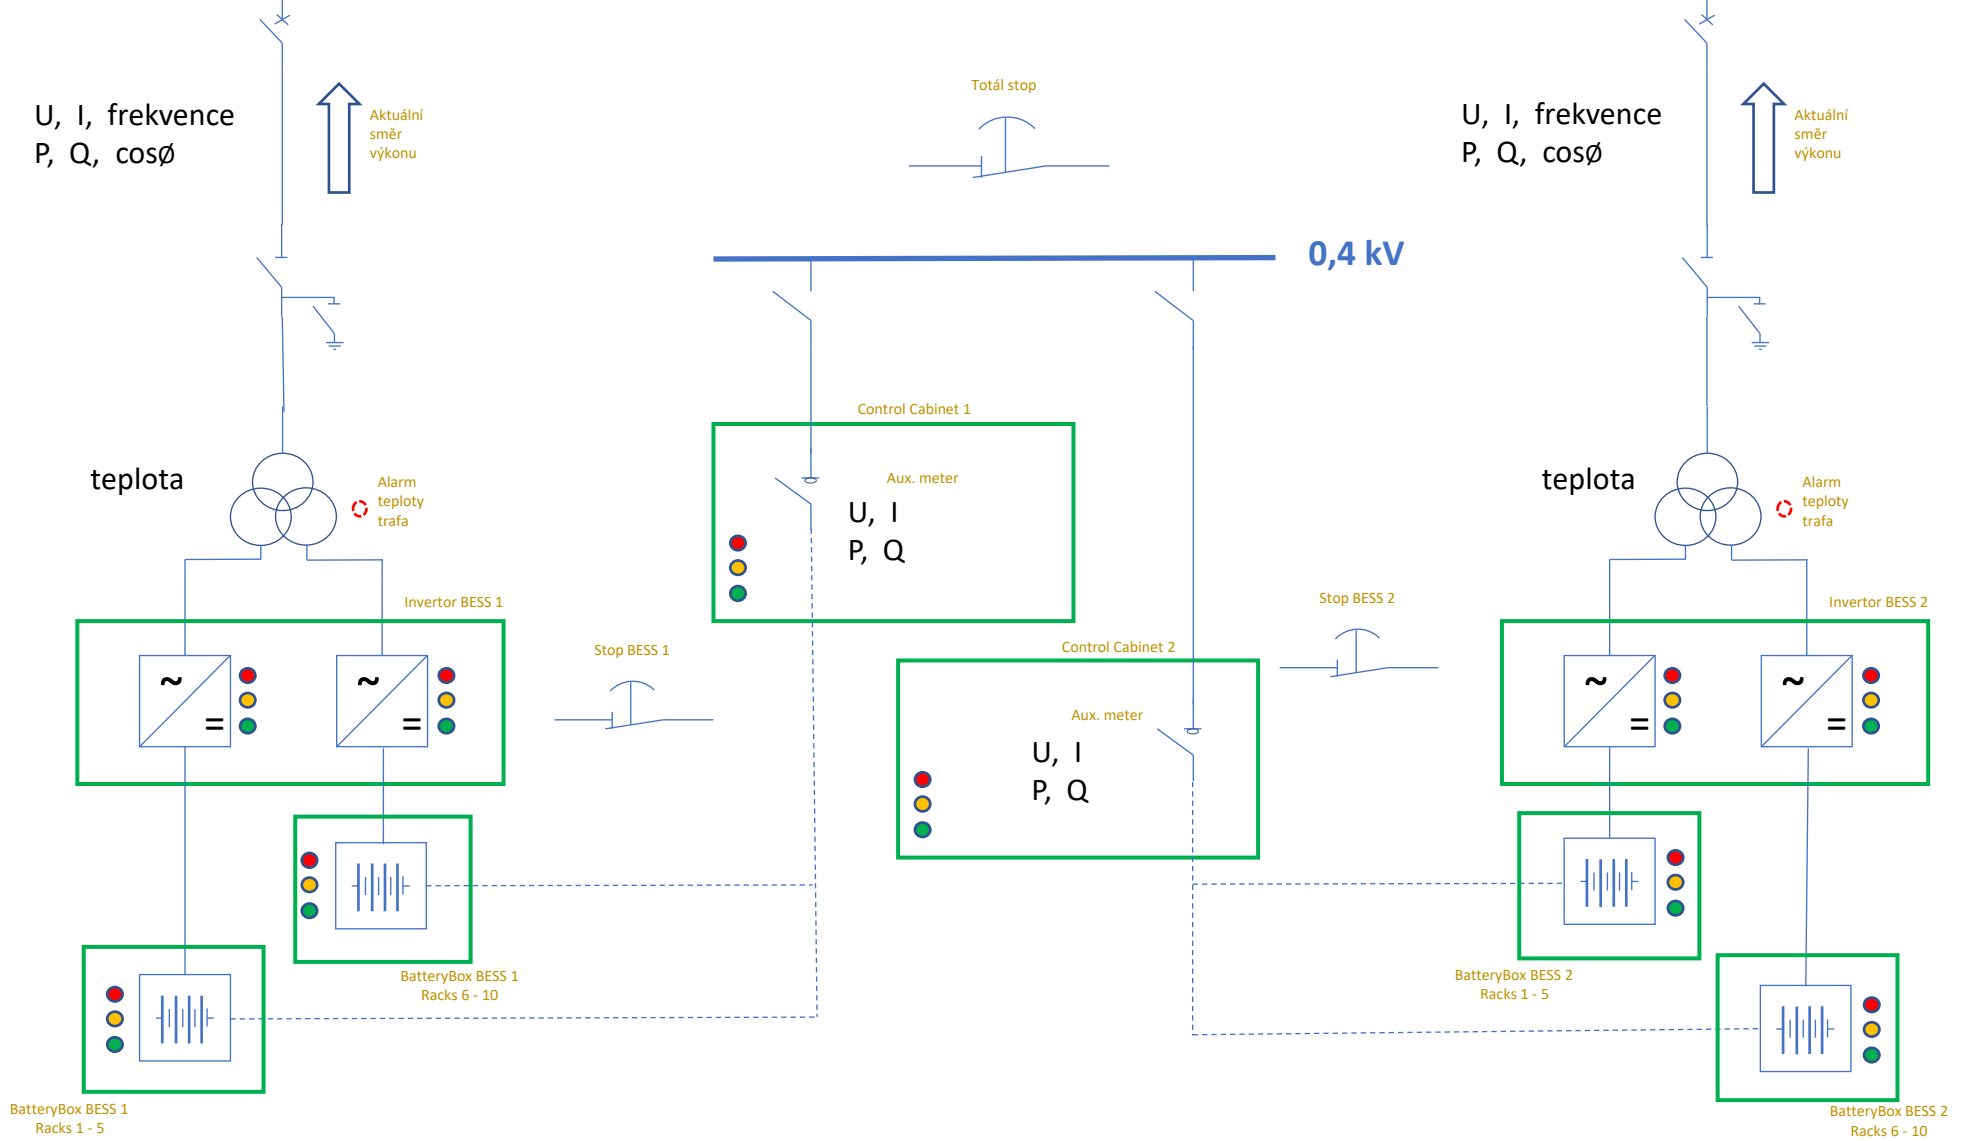 Totál stop
U, I, frekvence
P, Q, cosø
Aktuální
směr
výkonu
U, I, frekvence
P, Q, cosø
Aktuální
směr
výkonu
0,4 kV
Control Cabinet 1
teplota
Alarm
teploty
trafa
Aux. meter
U, I
P, Q
teplota
Alarm
teploty
trafa
Invertor BESS 1
~
=
~
=
Stop BESS 1
Control Cabinet 2
Aux. meter
U, I
P, Q
Stop BESS 2
Invertor BESS 2
~
=
~
=
BatteryBox BESS 1
Racks 6 - 10
BatteryBox BESS 2
Racks 1 - 5
BatteryBox BESS 1
Racks 1 - 5
BatteryBox BESS 2
Racks 6 - 10